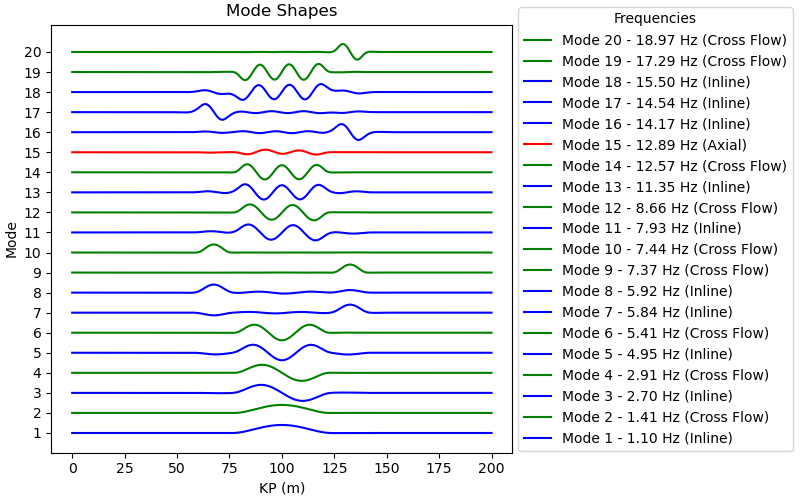 Mode Shapes
Mode
20
19
18
17
16
15
14
13
12
11
10
9
8
7
6
5
4
3
2
1
0
25
50
75
100
125
150
175
200
KP (m)
Frequencies
Mode 20 - 18.97 Hz (Cross Flow)
Mode 19 - 17.29 Hz (Cross Flow)
Mode 18 - 15.50 Hz (Inline)
Mode 17 - 14.54 Hz (Inline)
Mode 16 - 14.17 Hz (Inline)
Mode 15 - 12.89 Hz (Axial)
Mode 14 - 12.57 Hz (Cross Flow)
Mode 13 - 11.35 Hz (Inline)
Mode 12 - 8.66 Hz (Cross Flow)
Mode 11 - 7.93 Hz (Inline)
Mode 10 - 7.44 Hz (Cross Flow)
Mode 9 - 7.37 Hz (Cross Flow)
Mode 8 - 5.92 Hz (Inline)
Mode 7 - 5.84 Hz (Inline)
Mode 6 - 5.41 Hz (Cross Flow)
Mode 5 - 4.95 Hz (Inline)
Mode 4 - 2.91 Hz (Cross Flow)
Mode 3 - 2.70 Hz (Inline)
Mode 2 - 1.41 Hz (Cross Flow)
Mode 1 - 1.10 Hz (Inline)